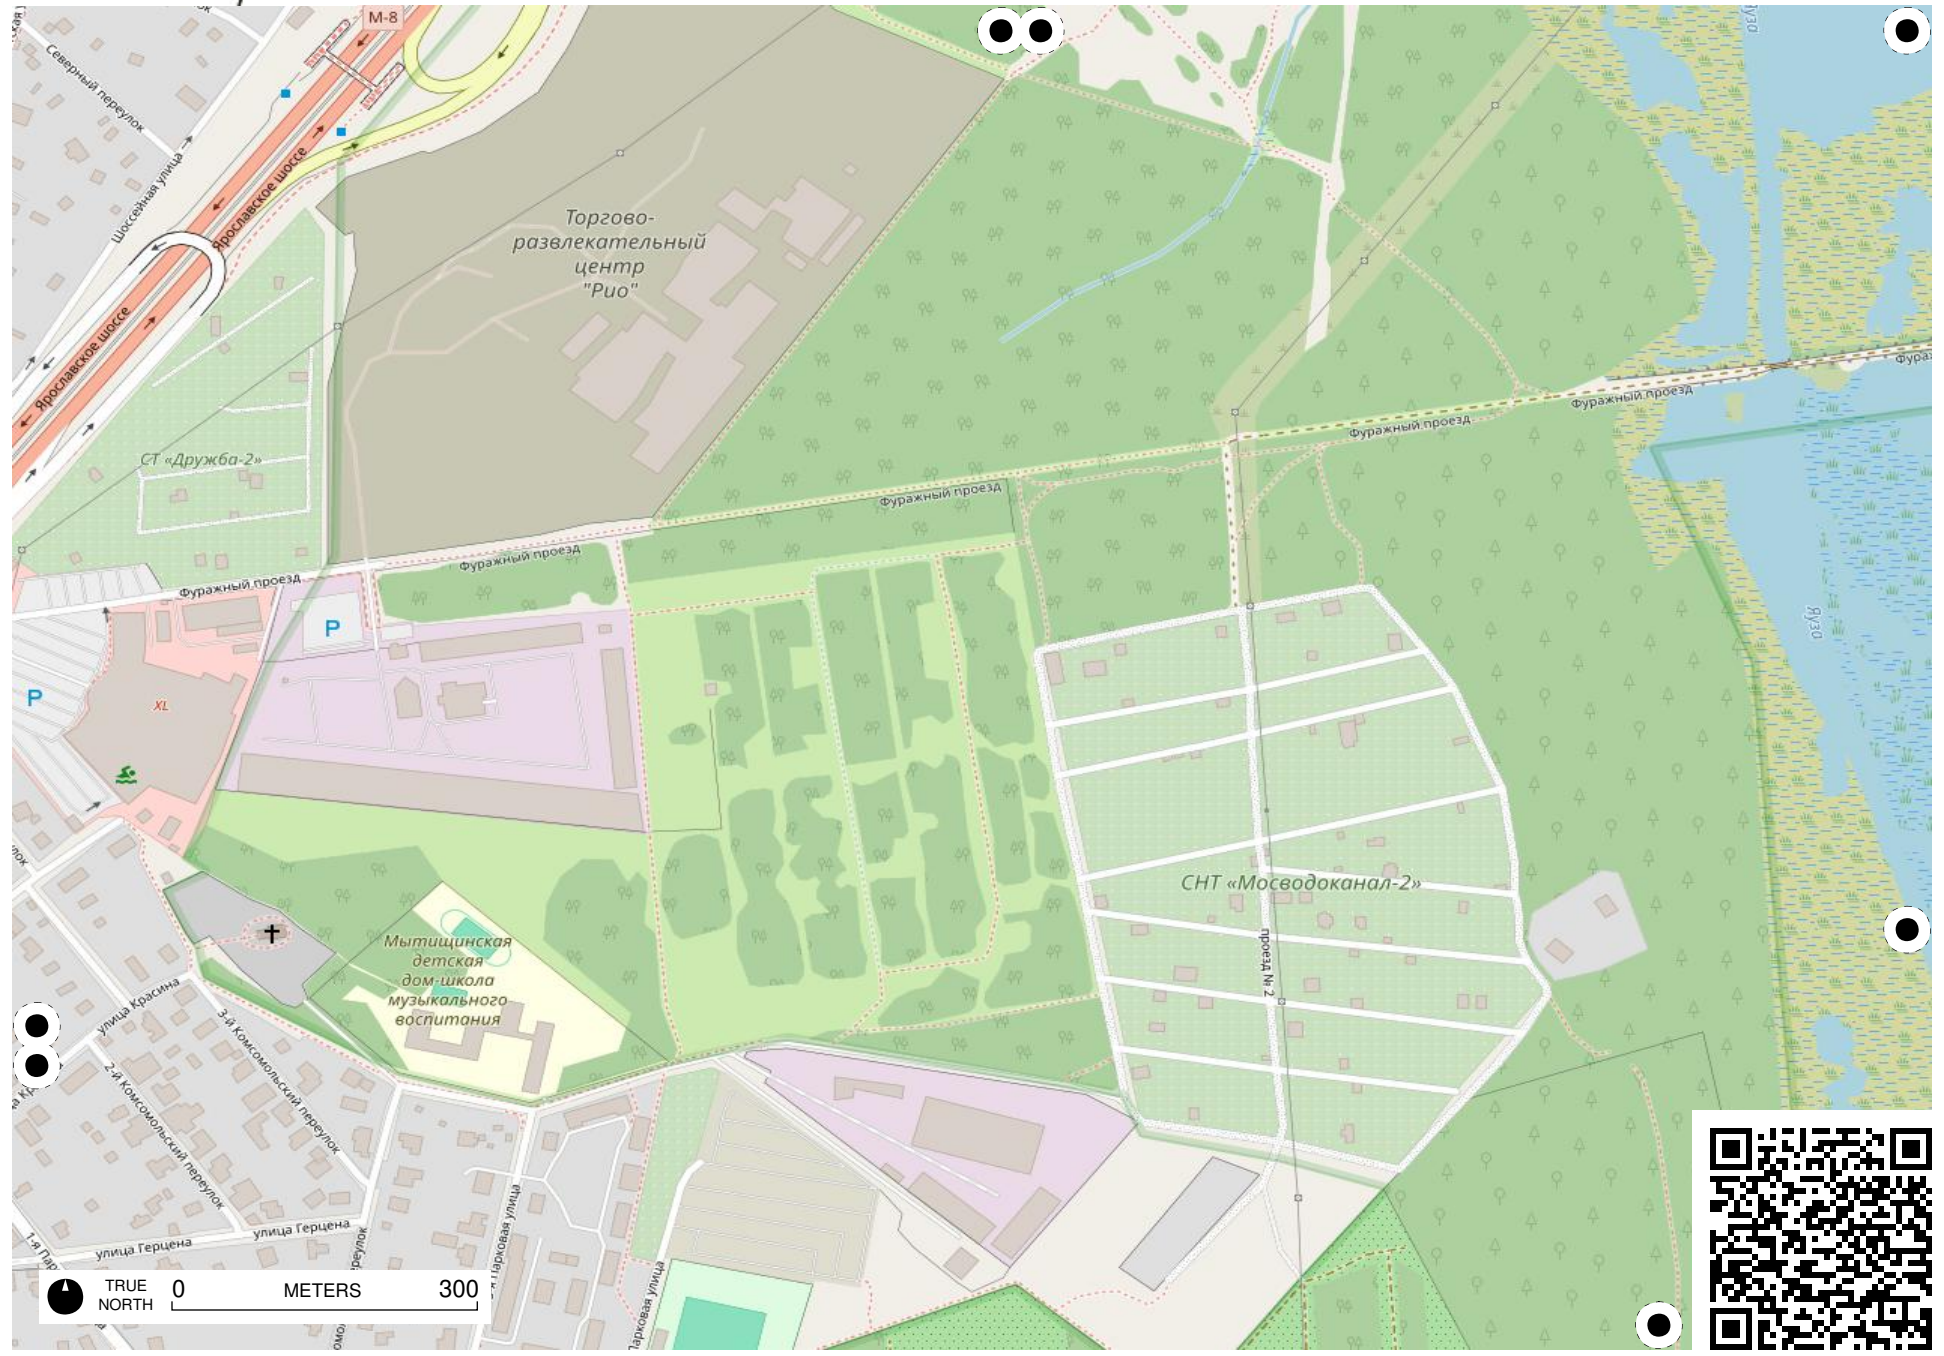 М-8
Северный переулок
Шоссейная улица
Ярославское шоссе
Ярославское шоссе
Торгово-
развлекательный
центр
"Рио"
СТ «Дружба-2»
Фуражный проезд
Фуражный проезд
Фуражный проезд
Фуражный проезд
Фуражный проезд
Яуза
P
P
XL
СНТ «Мосводоканал-2»
проезд № 2
Мытищинская
детская
дом-школа
музыкального
воспитания
улица Красина
3-й Комсомольский переулок
2-й Комсомольский переулок
улица Герцена
улица Герцена
Парковая улица
TRUE
NORTH
0 METERS 300